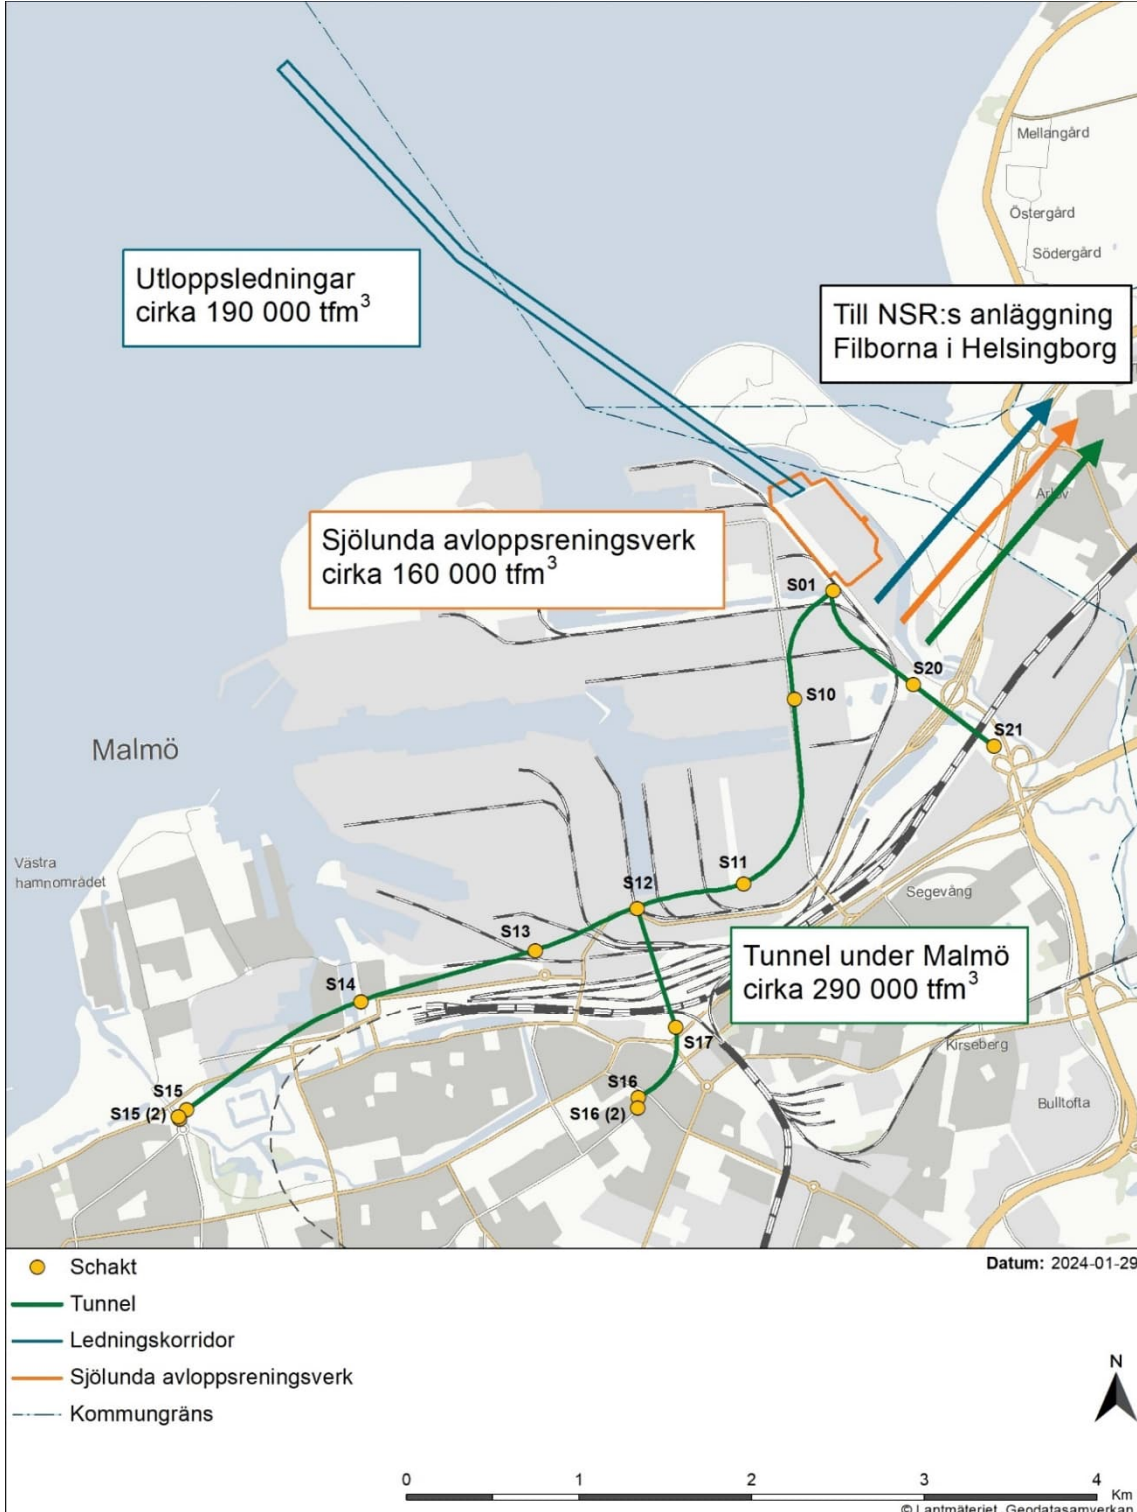 Mellangård
Östergård
Södergård
Utloppsledningar
cirka 190 000 tfm³
Till NSR:s anläggning
Filborna i Helsingborg
Arlöv
Sjölunda avloppsreningsverk
cirka 160 000 tfm³
S01
S20
S10
S21
Malmö
Västra
hamnområdet
S11
Segevång
S12
S13
Tunnel under Malmö
cirka 290 000 tfm³
S14
S17
Kirseberg
S16
S15
S15 (2)
S16 (2)
Bulltofta
Datum: 2024-01-29
Schakt
Tunnel
Ledningskorridor
Sjölunda avloppsreningsverk
Kommungräns
N
0 1 2 3 4
Km
© Lantmäteriet, Geodatasamverkan